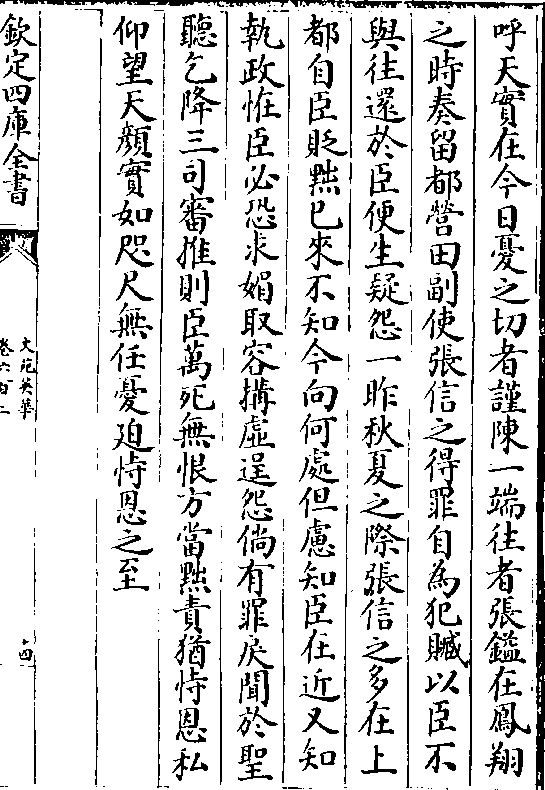 呼天實在今日憂之切者謹陳一端往者張鎰在鳳翔
之時奏留都營田副使張信之得罪自為犯贓以臣不
與往還於臣便生疑怨一昨秋夏之際張信之多在上
都自臣貶黜已來不知今向何處但慮知臣在近又知
執政恠臣必恐求媚取容搆虛逞怨倘有罪戾聞於聖
聽乞降三司審推則臣萬死無恨方當黜責猶恃恩私
仰望天顏實如咫尺無任憂迫恃恩之至
欽定四庫全書
文苑英華
卷六百二
十四